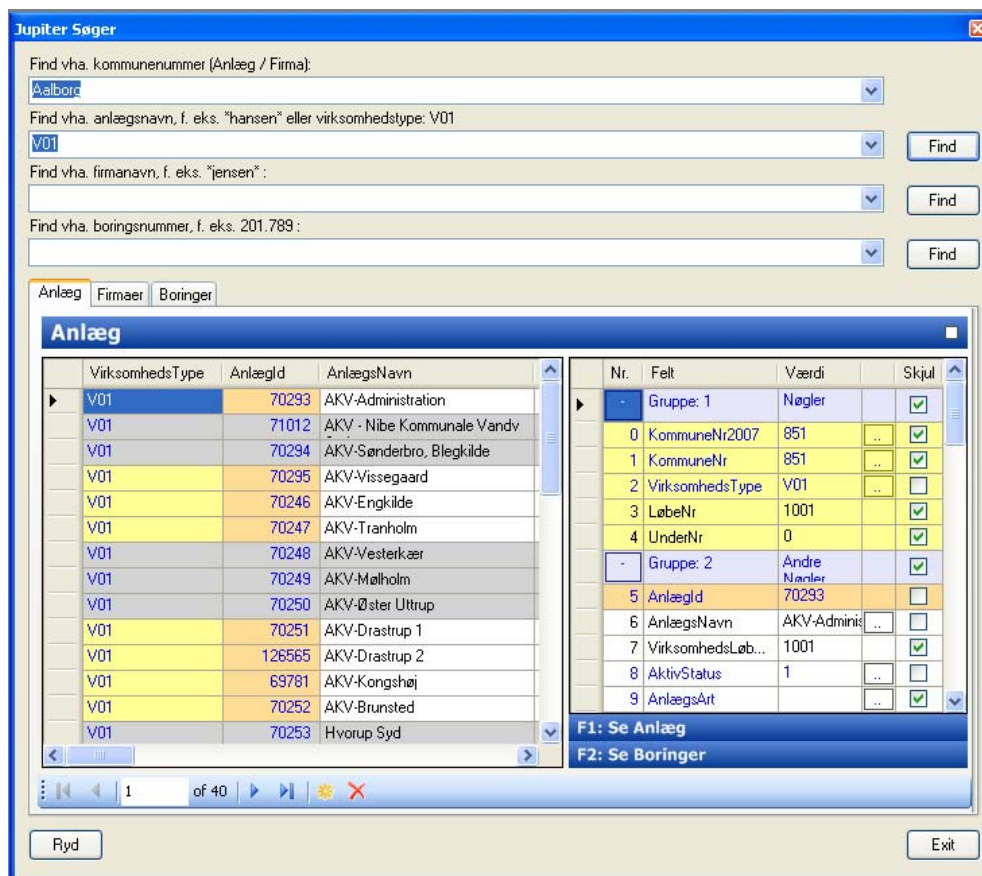 Jupiter Søger
Find vha. kommunenummer (Anlæg / Firma):
Aalborg
Find vha. anlægsnavn, f. eks. *hansen* eller virksomhedstype: V01
V01
Find
Find vha. firmanavn, f. eks. *jensen* :
Find
Find vha. boringsnummer, f. eks. 201.789 :
Find
Anlæg Firmaer Boringer
Anlæg
VirksomhedsType AnlægId AnlægsNavn
V01 70293 AKV-Administration
V01 71012 AKV - Nibe Kommunale Vandv
V01 70294 AKV-Sønderbro, Blegkilde
V01 70295 AKV-Vissegaard
V01 70246 AKV-Engkilde
V01 70247 AKV-Tranholm
V01 70248 AKV-Vesterkær
V01 70249 AKV-Mølholm
V01 70250 AKV-Øster Uttrup
V01 70251 AKV-Drastrup 1
V01 126565 AKV-Drastrup 2
V01 69781 AKV-Kongshøj
V01 70252 AKV-Brunsted
V01 70253 Hvorup Syd
Nr. Felt Værdi Skjul
- Gruppe: 1 Nøgler
0 KommuneNr2007 851 ..
1 KommuneNr 851 ..
2 VirksomhedsType V01 ..
3 LøbeNr 1001
4 UnderNr 0
- Gruppe: 2 Andre
Nøgler
5 AnlægId 70293
6 AnlægsNavn AKV-Adminis ..
7 VirksomhedsLøb... 1001
8 AktivStatus 1 ..
9 AnlægsArt ..
F1: Se Anlæg
F2: Se Boringer
1 of 40
Ryd
Exit